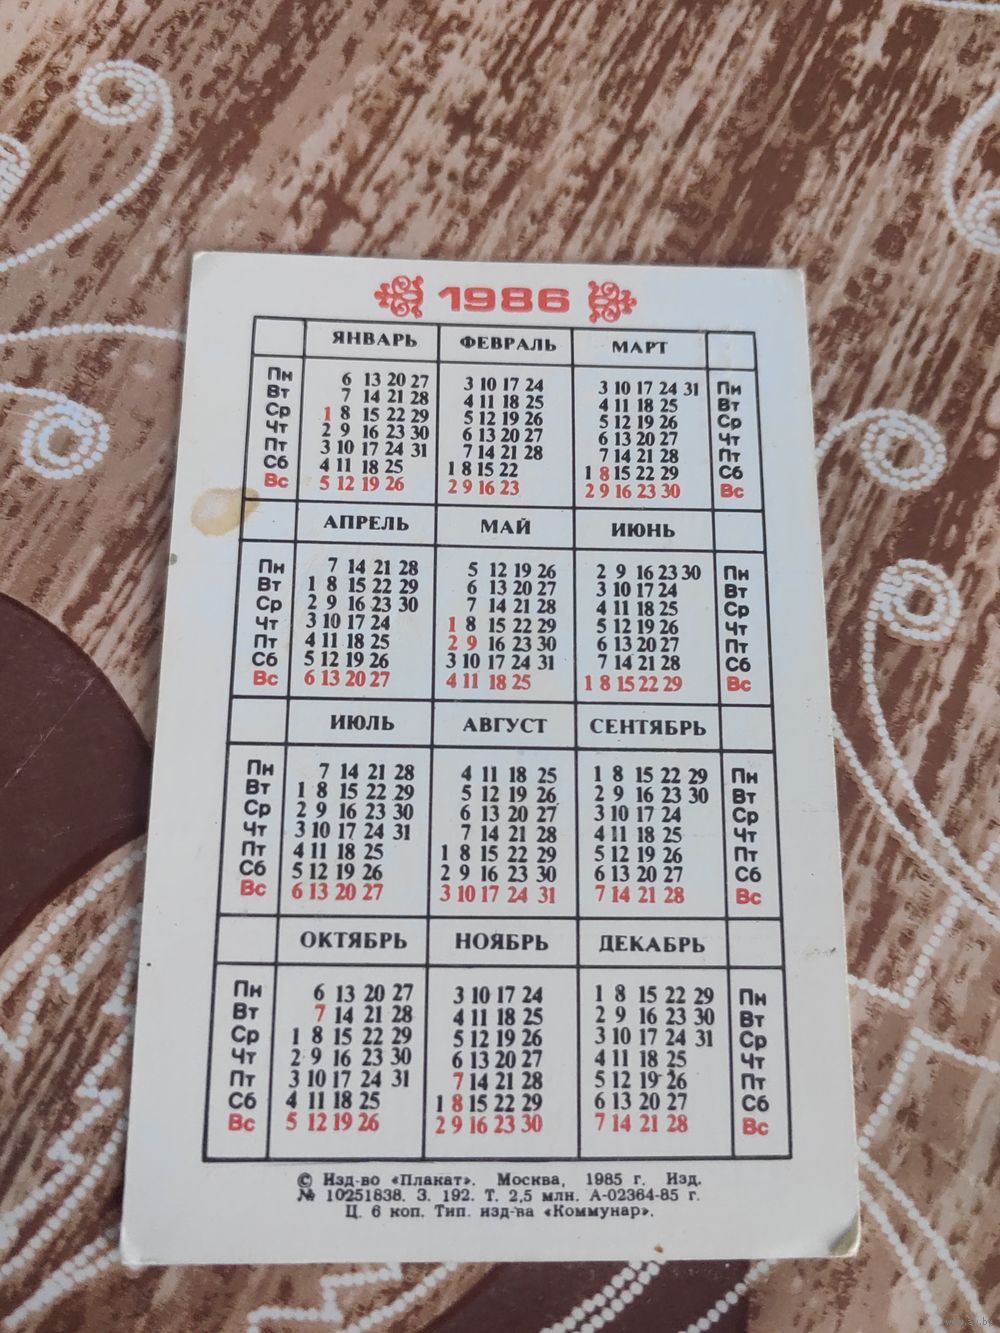 1986
ЯНВАРЬ ФЕВРАЛЬ МАРТ
Пн 6 13 20 27 3 10 17 24 3 10 17 24 31 Пн
Вт 7 14 21 28 4 11 18 25 4 11 18 25 Вт
Ср 1 8 15 22 29 5 12 19 26 5 12 19 26 Ср
Чт 2 9 16 23 30 6 13 20 27 6 13 20 27 Чт
Пт 3 10 17 24 31 7 14 21 28 7 14 21 28 Пт
Сб 4 11 18 25 1 8 15 22 1 8 15 22 29 Сб
Вс 5 12 19 26 2 9 16 23 2 9 16 23 30 Вс
АПРЕЛЬ МАЙ ИЮНЬ
Пн 7 14 21 28 5 12 19 26 2 9 16 23 30 Пн
Вт 1 8 15 22 29 6 13 20 27 3 10 17 24 Вт
Ср 2 9 16 23 30 7 14 21 28 4 11 18 25 Ср
Чт 3 10 17 24 1 8 15 22 29 5 12 19 26 Чт
Пт 4 11 18 25 2 9 16 23 30 6 13 20 27 Пт
Сб 5 12 19 26 3 10 17 24 31 7 14 21 28 Сб
Вс 6 13 20 27 4 11 18 25 1 8 15 22 29 Вс
ИЮЛЬ АВГУСТ СЕНТЯБРЬ
Пн 7 14 21 28 4 11 18 25 1 8 15 22 29 Пн
Вт 1 8 15 22 29 5 12 19 26 2 9 16 23 30 Вт
Ср 2 9 16 23 30 6 13 20 27 3 10 17 24 Ср
Чт 3 10 17 24 31 7 14 21 28 4 11 18 25 Чт
Пт 4 11 18 25 1 8 15 22 29 5 12 19 26 Пт
Сб 5 12 19 26 2 9 16 23 30 6 13 20 27 Сб
Вс 6 13 20 27 3 10 17 24 31 7 14 21 28 Вс
ОКТЯБРЬ НОЯБРЬ ДЕКАБРЬ
Пн 6 13 20 27 3 10 17 24 1 8 15 22 29 Пн
Вт 7 14 21 28 4 11 18 25 2 9 16 23 30 Вт
Ср 1 8 15 22 29 5 12 19 26 3 10 17 24 31 Ср
Чт 2 9 16 23 30 6 13 20 27 4 11 18 25 Чт
Пт 3 10 17 24 31 7 14 21 28 5 12 19 26 Пт
Сб 4 11 18 25 1 8 15 22 29 6 13 20 27 Сб
Вс 5 12 19 26 2 9 16 23 30 7 14 21 28 Вс
© Изд-во «Плакат». Москва, 1985 г. Изд.
№ 10251838. З. 192. Т. 2,5 млн. А-02364-85 г.
Ц. 6 коп. Тип. изд-ва «Коммунар».